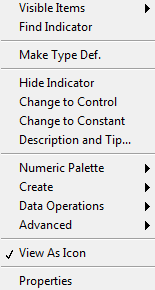 Visible Items
Find Indicator
Make Type Def.
Hide Indicator
Change to Control
Change to Constant
Description and Tip...
Numeric Palette
Create
Data Operations
Advanced
View As Icon
Properties